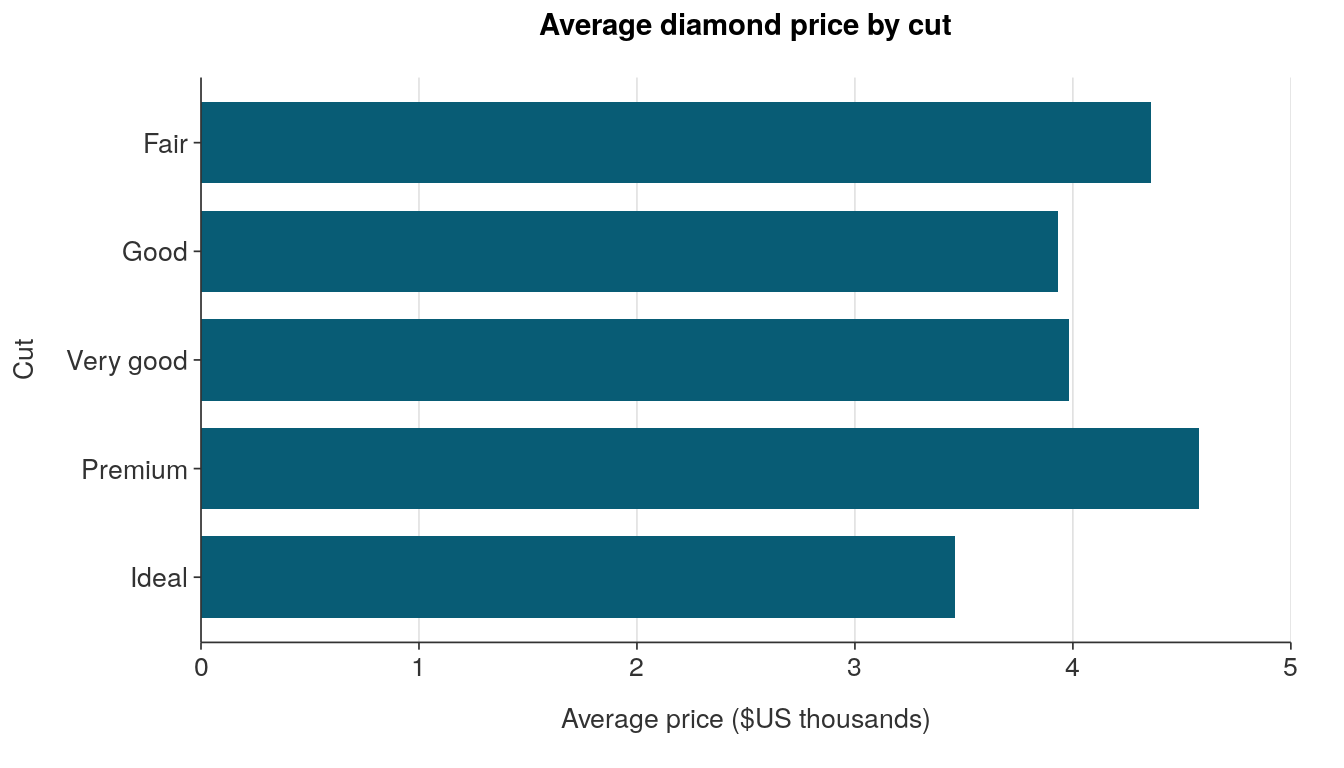 Average diamond price by cut
Fair
Good
Very good
Premium
Ideal
Cut
0 1 2 3 4 5
Average price ($US thousands)